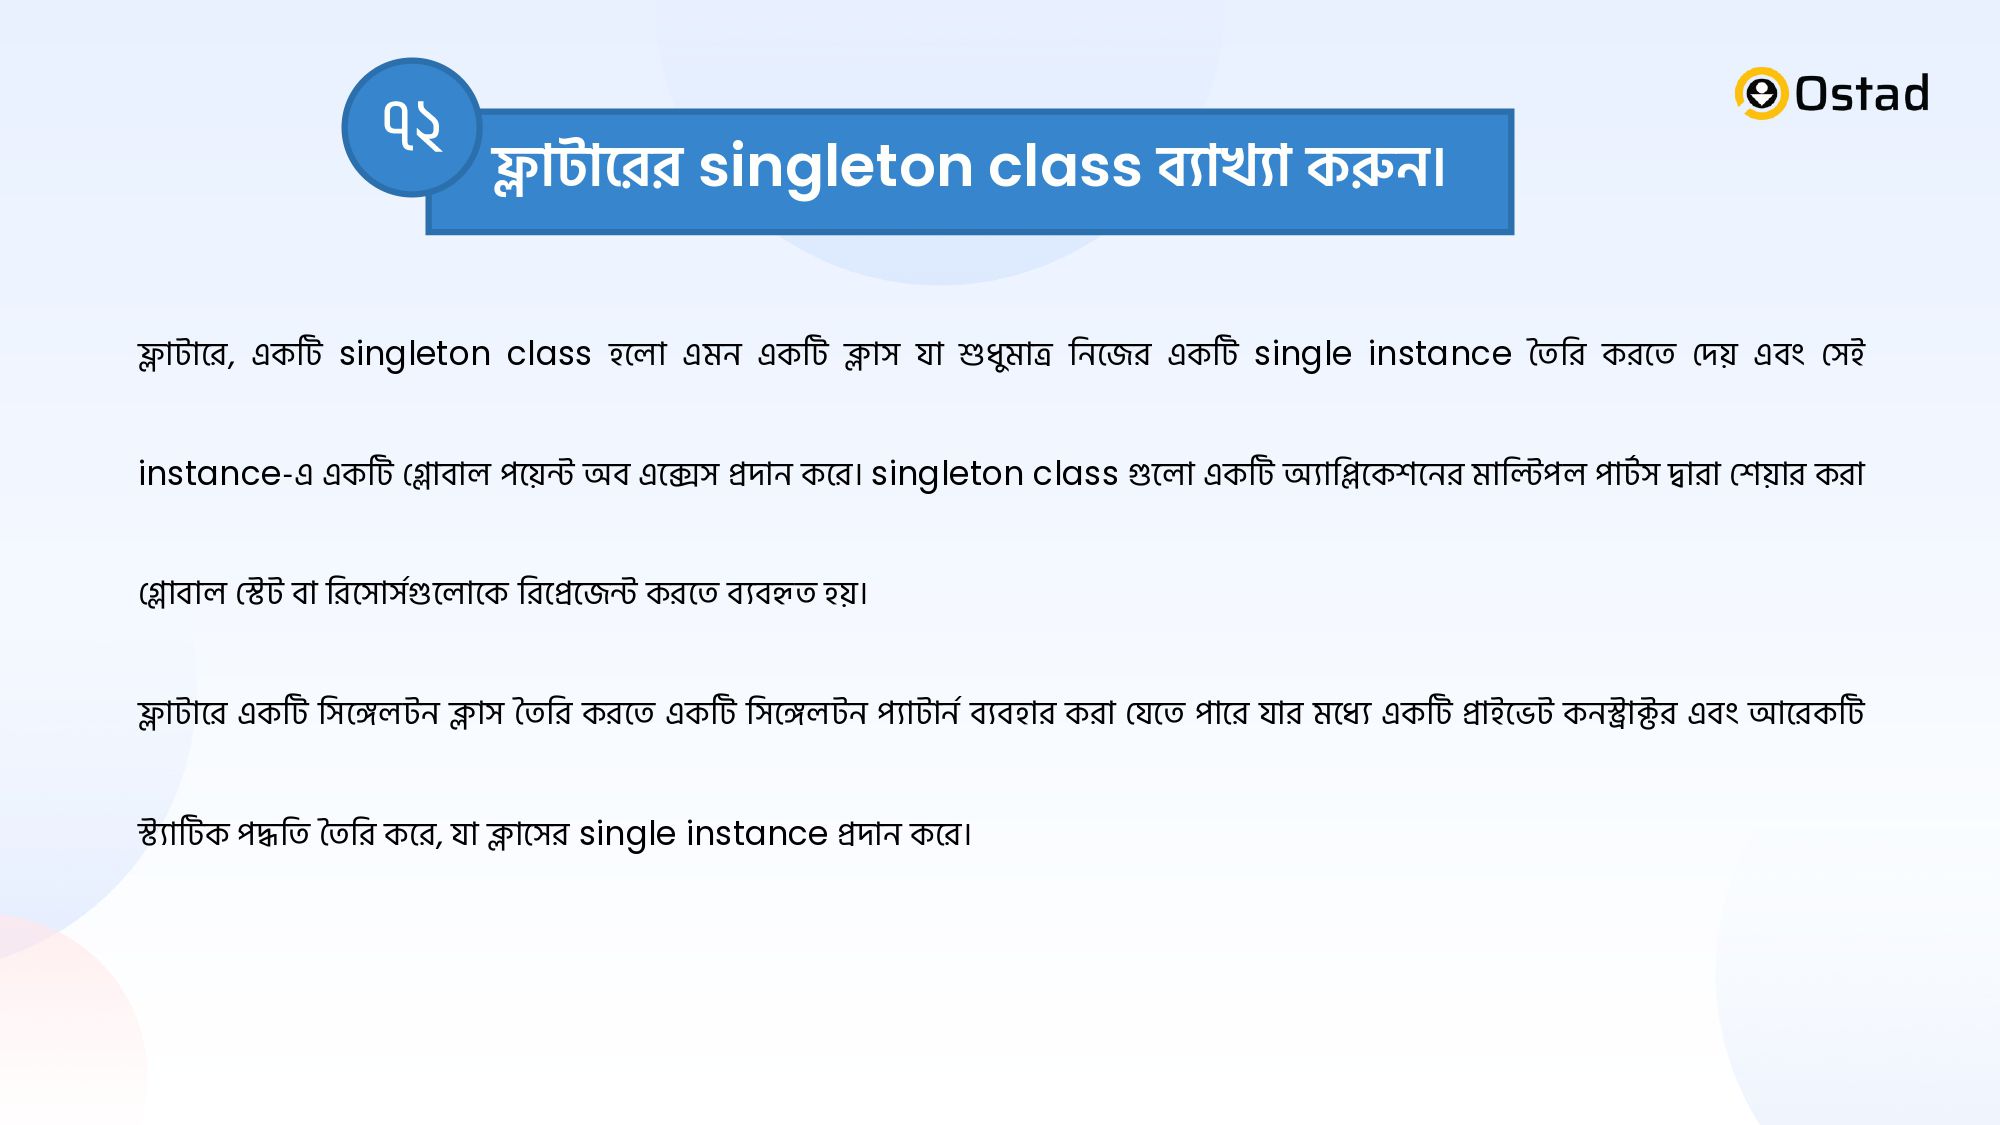 ৭২
Ostad
ফ্লাটারের singleton class ব্যাখ্যা করুন।
ফ্লাটারে, একটি singleton class হলো এমন একটি ক্লাস যা শুধুমাত্র নিজের একটি single instance তৈরি করতে দেয় এবং সেই
instance-এ একটি গ্লোবাল পয়েন্ট অব এক্সেস প্রদান করে। singleton class গুলো একটি অ্যাপ্লিকেশনের মাল্টিপল পার্টস দ্বারা শেয়ার করা
গ্লোবাল স্টেট বা রিসোর্সগুলোকে রিপ্রেজেন্ট করতে ব্যবহৃত হয়।
ফ্লাটারে একটি সিঙ্গেলটন ক্লাস তৈরি করতে একটি সিঙ্গেলটন প্যাটার্ন ব্যবহার করা যেতে পারে যার মধ্যে একটি প্রাইভেট কনস্ট্রাক্টর এবং আরেকটি
স্ট্যাটিক পদ্ধতি তৈরি করে, যা ক্লাসের single instance প্রদান করে।